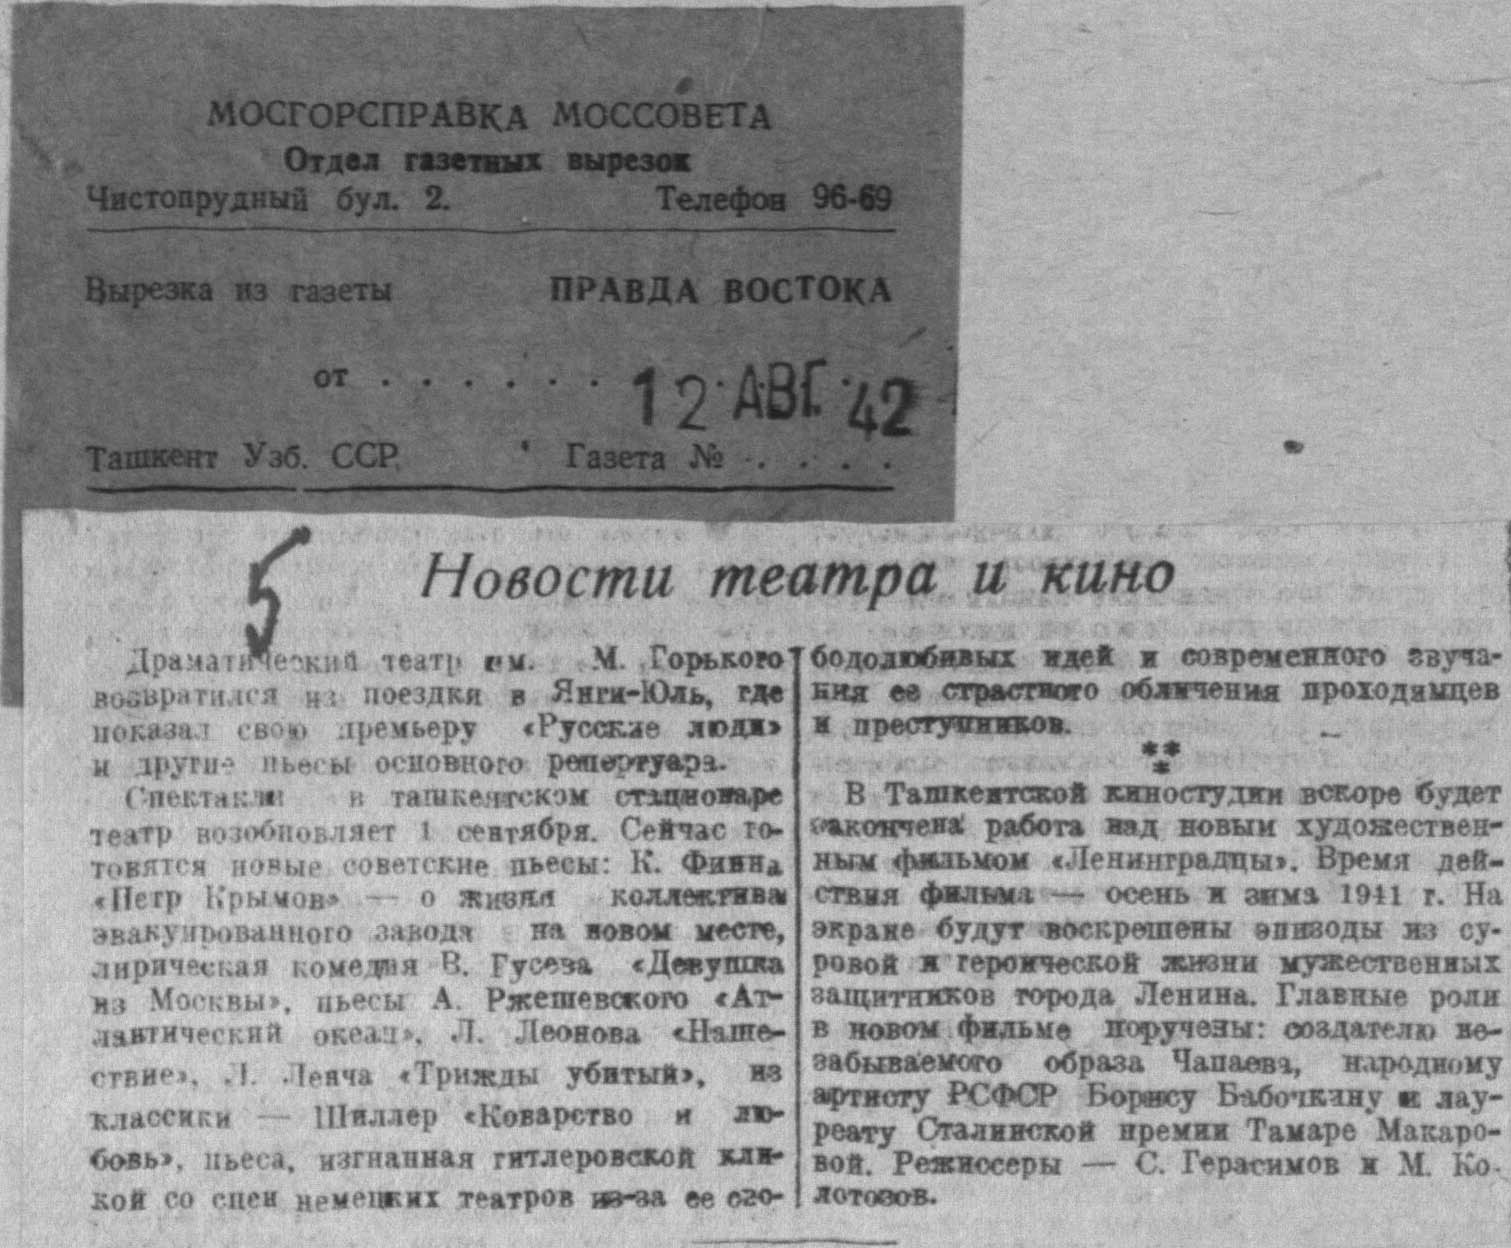 МОСГОРСПРАВКА МОССОВЕТА
Отдел газетных вырезок
Чистопрудный бул. 2. Телефон 96-69
Вырезка из газеты ПРАВДА ВОСТОКА
от . . . . . . 12 АВГ. 42
Ташкент Узб. ССР Газета № . . . .
5
Новости театра и кино
Драматический театр им. М. Горького
возвратился из поездки в Янги-Юль, где
показал свою премьеру «Русские люди»
и другие пьесы основного репертуара.
Спектакли в ташкентском стационаре
театр возобновляет 1 сентября. Сейчас го-
товятся новые советские пьесы: К. Финна
«Петр Крымов» — о жизни коллектива
эвакуированного завода на новом месте,
лирическая комедия В. Гусева «Девушка
из Москвы», пьесы А. Ржешевского «Ат-
лантический океан», Л. Леонова «Наше-
ствие», Л. Ленча «Трижды убитый», из
классики — Шиллер «Коварство и лю-
бовь», пьеса, изгнанная гитлеровской кли-
кой со сцен немецких театров из-за ее сво-
бодолюбивых идей и современного звуча-
ния ее страстного обличения проходимцев
и преступников.
***
В Ташкентской киностудии вскоре будет
закончена работа над новым художествен-
ным фильмом «Ленинградцы». Время дей-
ствия фильма — осень и зима 1941 г. На
экране будут воскрешены эпизоды из су-
ровой и героической жизни мужественных
защитников города Ленина. Главные роли
в новом фильме поручены: создателю не-
забываемого образа Чапаева, народному
артисту РСФСР Борису Бабочкину и лау-
реату Сталинской премии Тамаре Макаро-
вой. Режиссеры — С. Герасимов и М. Ка-
лотозов.